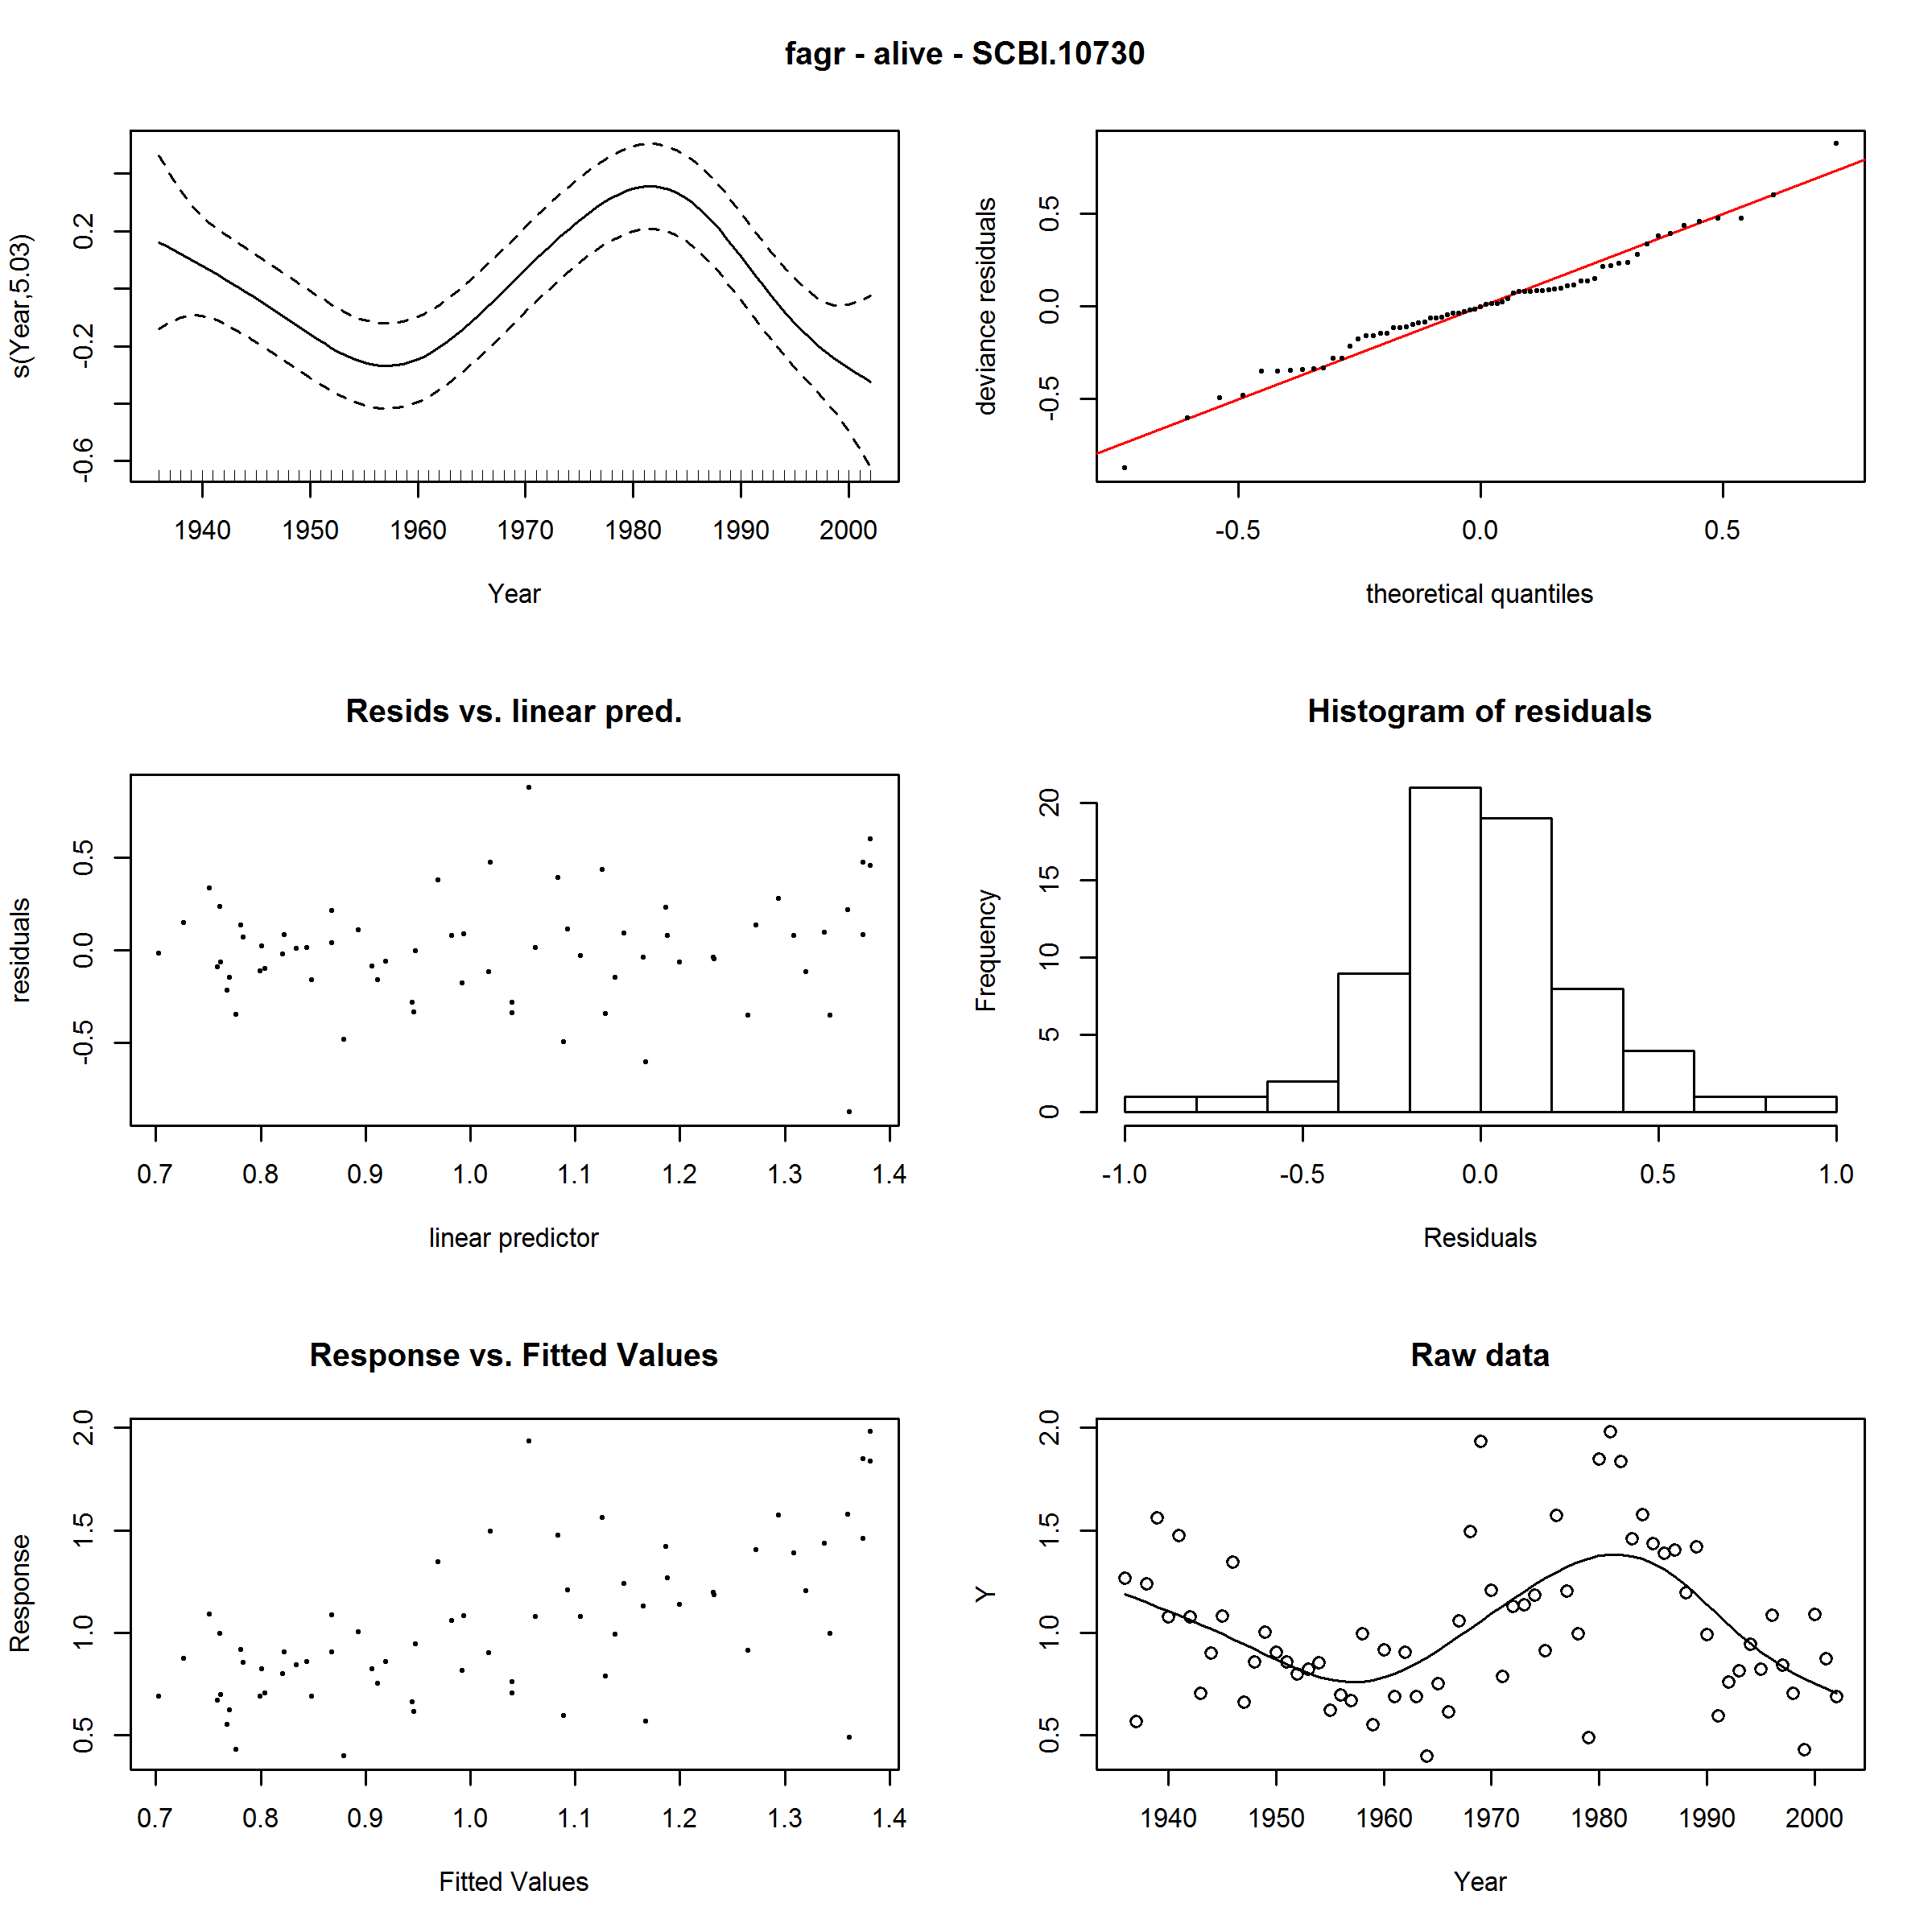 fagr - alive - SCBI.10730
s(Year,5.03)
-0.6 -0.2 0.2
1940 1950 1960 1970 1980 1990 2000
Year
deviance residuals
-0.5 0.0 0.5
-0.5 0.0 0.5
theoretical quantiles
Resids vs. linear pred.
residuals
-0.5 0.0 0.5
0.7 0.8 0.9 1.0 1.1 1.2 1.3 1.4
linear predictor
Histogram of residuals
Frequency
0 5 10 15 20
-1.0 -0.5 0.0 0.5 1.0
Residuals
Response vs. Fitted Values
Response
0.5 1.0 1.5 2.0
0.7 0.8 0.9 1.0 1.1 1.2 1.3 1.4
Fitted Values
Raw data
Y
0.5 1.0 1.5 2.0
1940 1950 1960 1970 1980 1990 2000
Year